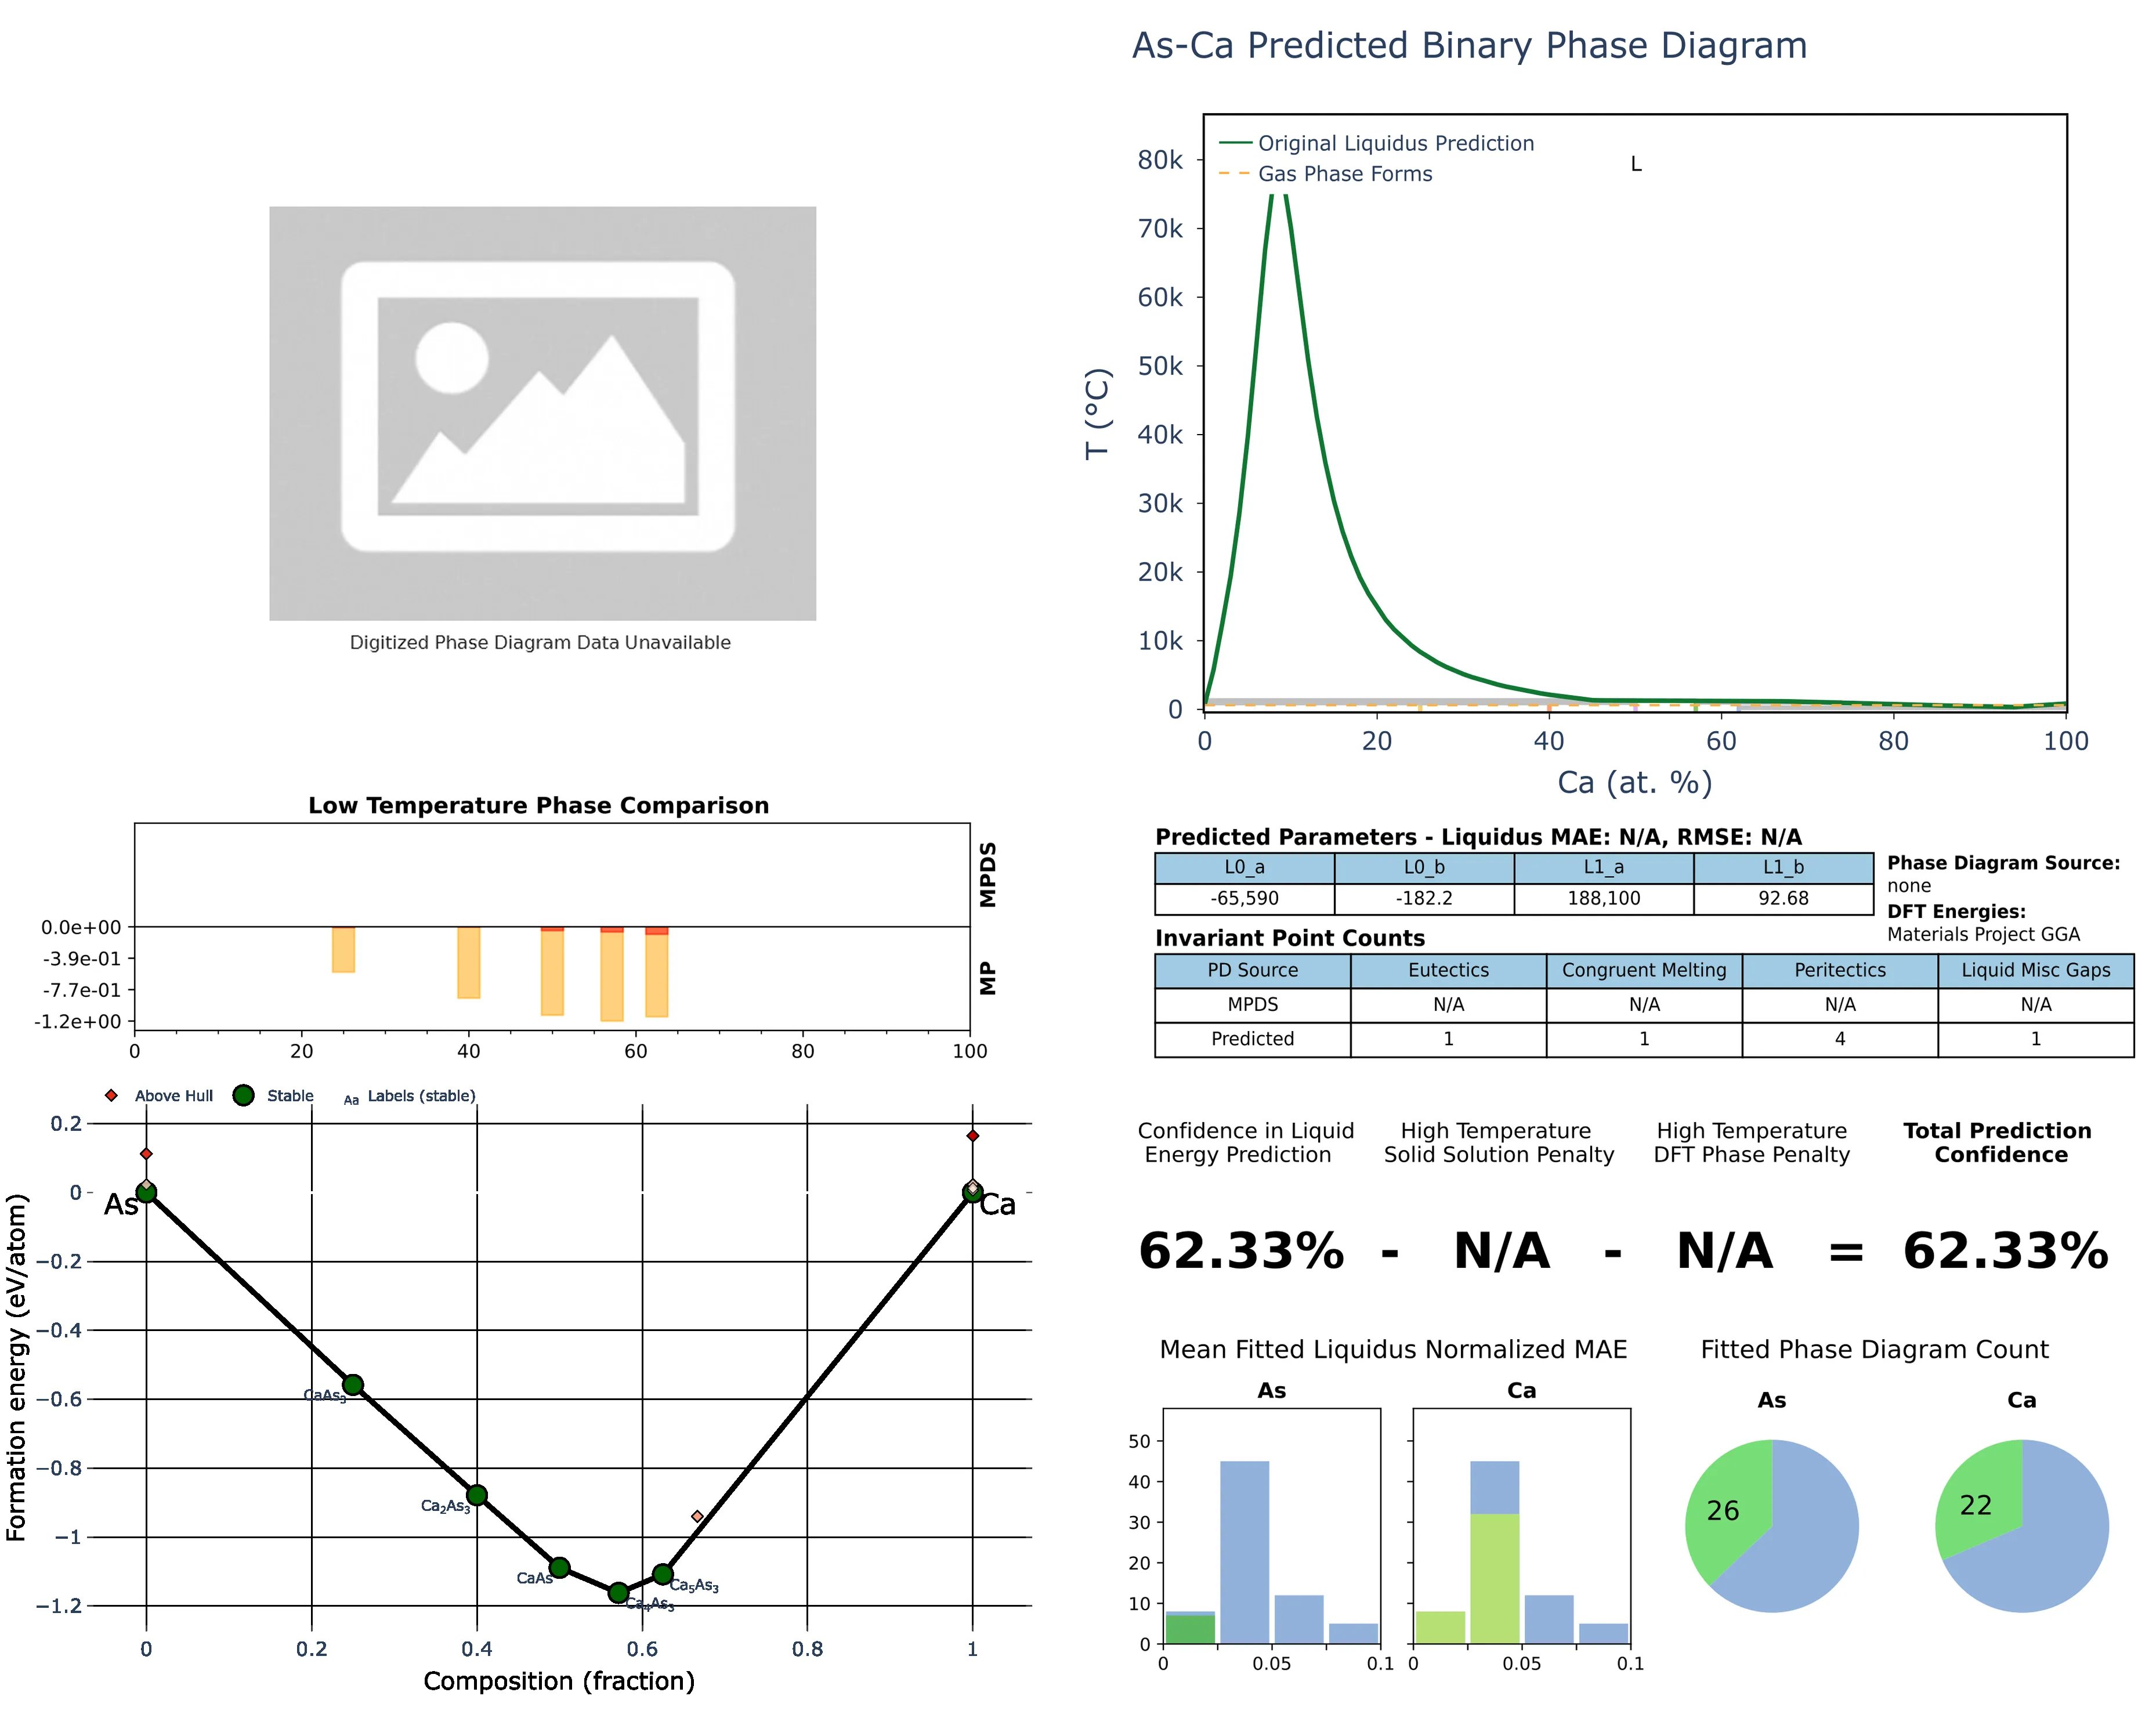 As-Ca Predicted Binary Phase Diagram
Original Liquidus Prediction
Gas Phase Forms
L
80k
70k
60k
50k
40k
30k
20k
10k
0
T (°C)
0 20 40 60 80 100
Ca (at. %)
Digitized Phase Diagram Data Unavailable
Low Temperature Phase Comparison
MPDS
MP
0.0e+00
-3.9e-01
-7.7e-01
-1.2e+00
0 20 40 60 80 100
Predicted Parameters - Liquidus MAE: N/A, RMSE: N/A
L0_a L0_b L1_a L1_b
-65,590 -182.2 188,100 92.68
Phase Diagram Source:
none
DFT Energies:
Materials Project GGA
Invariant Point Counts
PD Source Eutectics Congruent Melting Peritectics Liquid Misc Gaps
MPDS N/A N/A N/A N/A
Predicted 1 1 4 1
Above Hull Stable Aa Labels (stable)
0.2
0
−0.2
−0.4
−0.6
−0.8
−1
−1.2
Formation energy (eV/atom)
As
Ca
CaAs₃
Ca₂As₃
CaAs
Ca₄As₃
Ca₅As₃
0 0.2 0.4 0.6 0.8 1
Composition (fraction)
Confidence in Liquid
Energy Prediction
High Temperature
Solid Solution Penalty
High Temperature
DFT Phase Penalty
Total Prediction
Confidence
62.33% - N/A - N/A = 62.33%
Mean Fitted Liquidus Normalized MAE
As
Ca
50
40
30
20
10
0
0 0.05 0.1
0 0.05 0.1
Fitted Phase Diagram Count
As
Ca
26
22